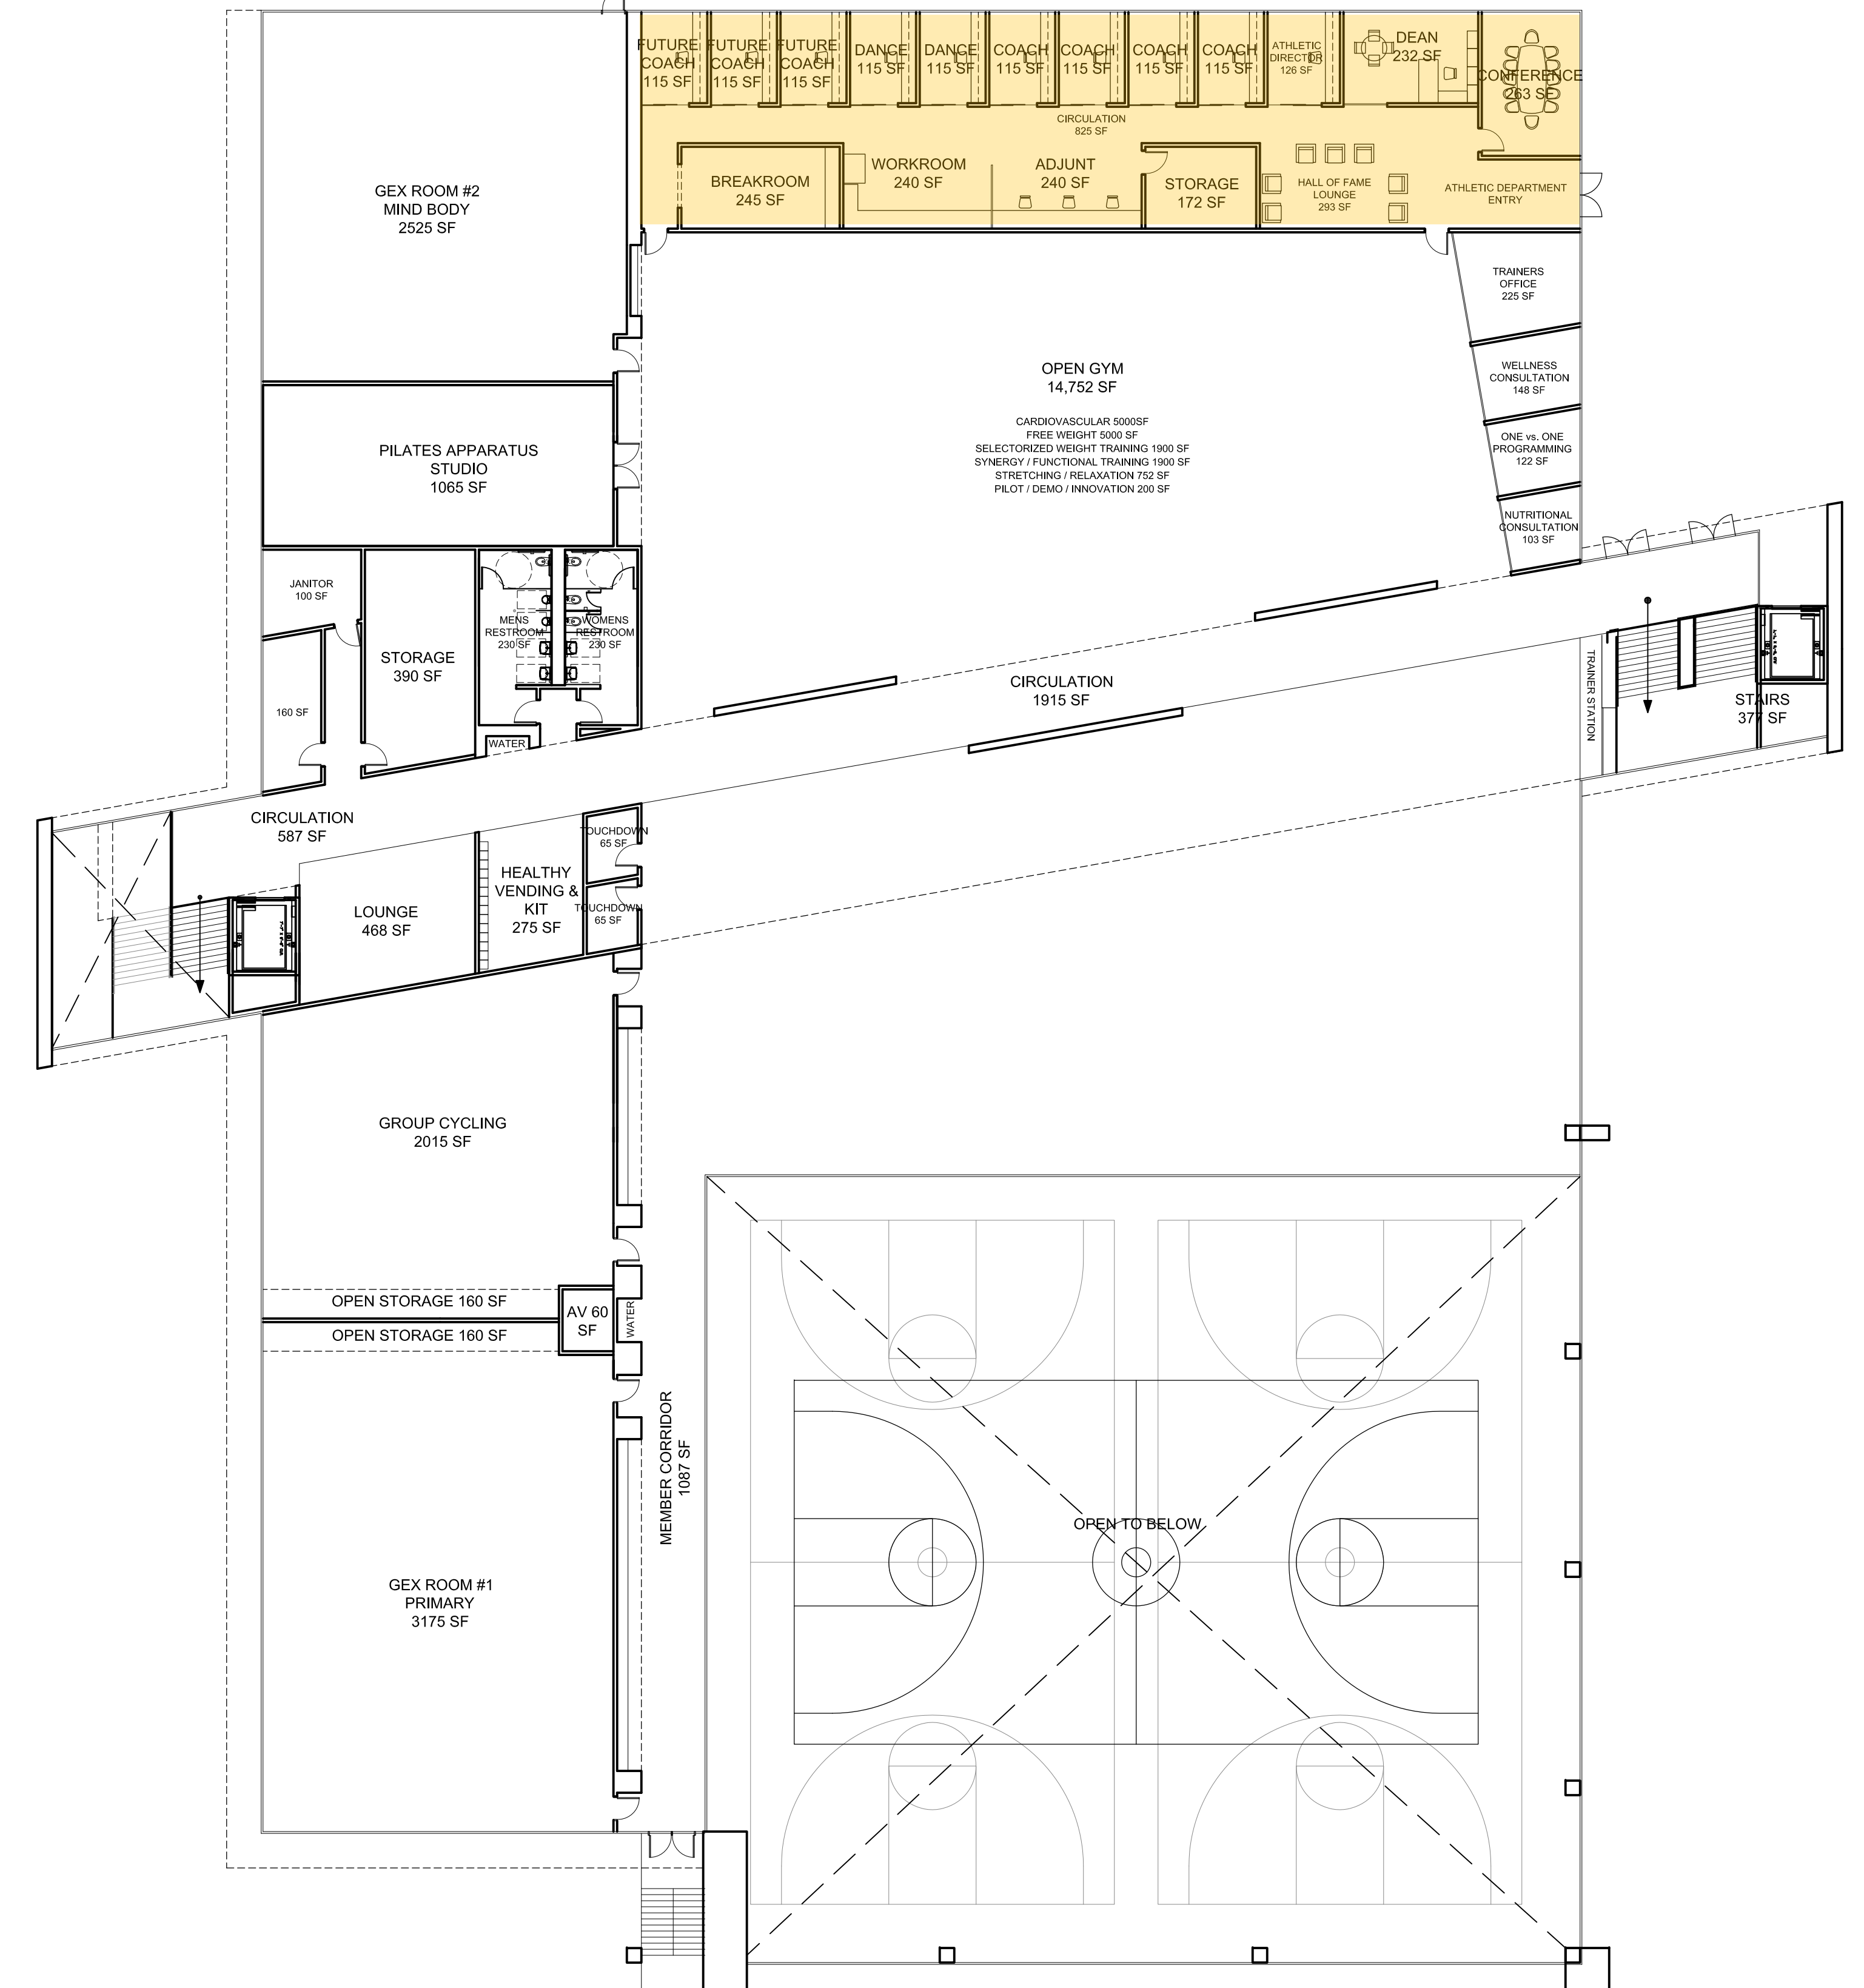 FUTURE
COACH
115 SF
FUTURE
COACH
115 SF
FUTURE
COACH
115 SF
DANCE
115 SF
DANCE
115 SF
COACH
115 SF
COACH
115 SF
COACH
115 SF
COACH
115 SF
ATHLETIC
DIRECTOR
126 SF
DEAN
232 SF
CONFERENCE
263 SF
CIRCULATION
825 SF
BREAKROOM
245 SF
WORKROOM
240 SF
ADJUNT
240 SF
STORAGE
172 SF
HALL OF FAME
LOUNGE
293 SF
ATHLETIC DEPARTMENT
ENTRY
GEX ROOM #2
MIND BODY
2525 SF
TRAINERS
OFFICE
225 SF
OPEN GYM
14,752 SF
CARDIOVASCULAR 5000SF
FREE WEIGHT 5000 SF
SELECTORIZED WEIGHT TRAINING 1900 SF
SYNERGY / FUNCTIONAL TRAINING 1900 SF
STRETCHING / RELAXATION 752 SF
PILOT / DEMO / INNOVATION 200 SF
WELLNESS
CONSULTATION
148 SF
ONE vs. ONE
PROGRAMMING
122 SF
NUTRITIONAL
CONSULTATION
103 SF
PILATES APPARATUS
STUDIO
1065 SF
JANITOR
100 SF
STORAGE
390 SF
MENS
RESTROOM
230 SF
WOMENS
RESTROOM
230 SF
160 SF
WATER
CIRCULATION
1915 SF
TRAINER STATION
STAIRS
377 SF
CIRCULATION
587 SF
LOUNGE
468 SF
HEALTHY
VENDING &
KIT
275 SF
TOUCHDOWN
65 SF
TOUCHDOWN
65 SF
GROUP CYCLING
2015 SF
OPEN STORAGE 160 SF
AV 60
SF
WATER
OPEN STORAGE 160 SF
MEMBER CORRIDOR
1087 SF
OPEN TO BELOW
GEX ROOM #1
PRIMARY
3175 SF